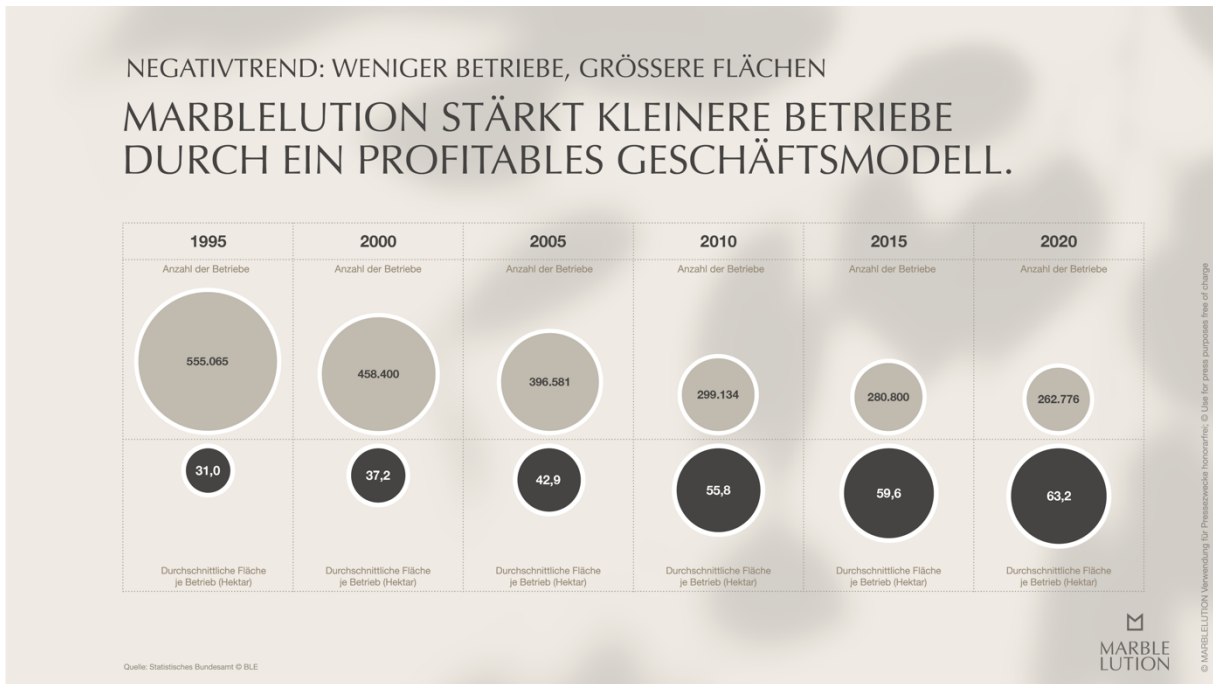 NEGATIVTREND: WENIGER BETRIEBE, GRÖSSERE FLÄCHEN
MARBLELUTION STÄRKT KLEINERE BETRIEBE
DURCH EIN PROFITABLES GESCHÄFTSMODELL.
1995 2000 2005 2010 2015 2020
Anzahl der Betriebe Anzahl der Betriebe Anzahl der Betriebe Anzahl der Betriebe Anzahl der Betriebe Anzahl der Betriebe
555.065 458.400 396.581 299.134 280.800 262.776
31,0 37,2 42,9 55,8 59,6 63,2
Durchschnittliche Fläche Durchschnittliche Fläche Durchschnittliche Fläche Durchschnittliche Fläche Durchschnittliche Fläche Durchschnittliche Fläche
je Betrieb (Hektar) je Betrieb (Hektar) je Betrieb (Hektar) je Betrieb (Hektar) je Betrieb (Hektar) je Betrieb (Hektar)
Quelle: Statistisches Bundesamt © BLE
MARBLE
LUTION
© MARBLELUTION Verwendung für Pressezwecke honorarfrei; © Use for press purposes free of charge